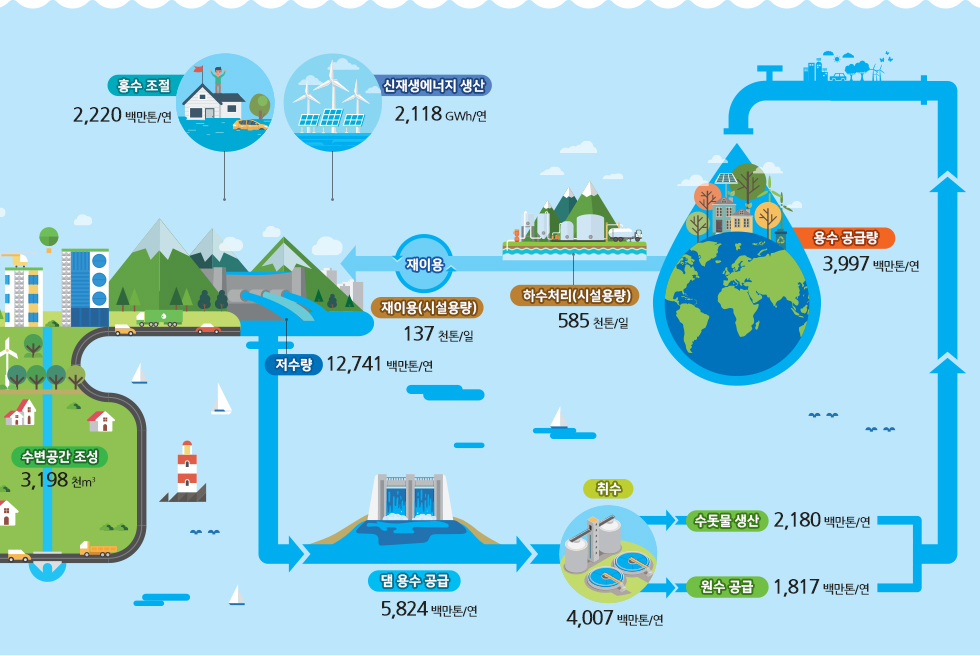 홍수 조절
2,220 백만톤/연
신재생에너지 생산
2,118 GWh/연
용수 공급량
3,997 백만톤/연
재이용
재이용(시설용량)
137 천톤/일
하수처리(시설용량)
585 천톤/일
저수량 12,741 백만톤/연
수변공간 조성
3,198 천m³
취수
4,007 백만톤/연
수돗물 생산 2,180 백만톤/연
댐 용수 공급
5,824 백만톤/연
원수 공급 1,817 백만톤/연